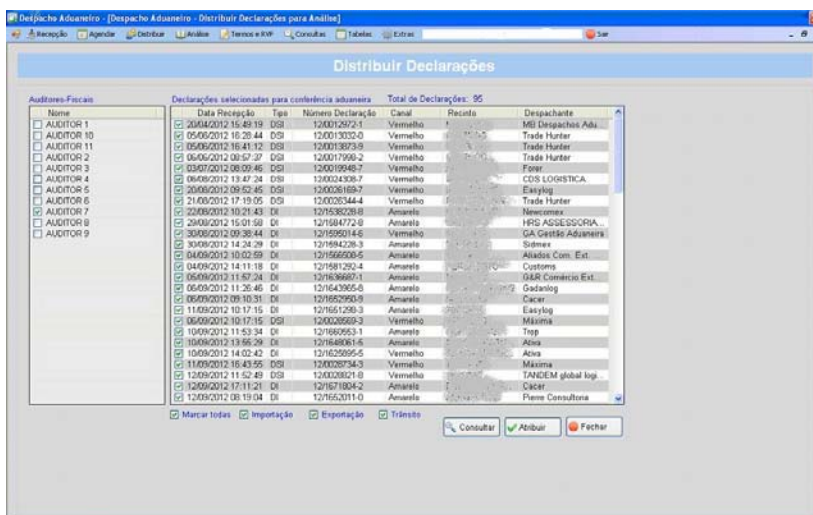 Despacho Aduaneiro - [Despacho Aduaneiro - Distribuir Declarações para Análise]
Recepção Agendar Distribuir Análise Termos e RVF Consultas Tabelas Extras Sair
Distribuir Declarações
Auditores-Fiscais Declarações selecionadas para conferência aduaneira Total de Declarações: 95
Nome Data Recepção Tipo Número Declaração Canal Recinto Despachante
AUDITOR 1 20/04/2012 15:49:19 DSI 12/0012972-1 Vermelho MB Despachos Adu...
AUDITOR 10 05/06/2012 16:28:44 DSI 12/0013032-0 Vermelho Trade Hunter
AUDITOR 11 05/06/2012 16:41:12 DSI 12/0013873-9 Vermelho Trade Hunter
AUDITOR 2 06/06/2012 08:57:37 DSI 12/0017998-2 Vermelho Trade Hunter
AUDITOR 3 03/07/2012 08:09:46 DSI 12/0019948-7 Vermelho Forer
AUDITOR 4 06/08/2012 13:47:24 DSI 12/0024308-7 Vermelho CDS LOGISTICA
AUDITOR 5 20/08/2012 09:52:45 DSI 12/0026169-7 Vermelho Easylog
AUDITOR 6 21/08/2012 17:19:05 DSI 12/0026344-4 Vermelho Trade Hunter
AUDITOR 7 22/08/2012 10:21:43 DI 12/1538228-8 Amarelo Newcomex
AUDITOR 8 29/08/2012 15:01:58 DI 12/1684772-8 Amarelo HRS ASSESSORIA...
AUDITOR 9 30/08/2012 09:38:44 DI 12/1595014-6 Vermelho GA Gestão Aduaneira
30/08/2012 14:24:29 DI 12/1694228-3 Amarelo Sidmex
04/09/2012 10:02:59 DI 12/1566508-5 Amarelo Aliados Com. Ext.
04/09/2012 14:11:18 DI 12/1581292-4 Amarelo Customs
05/09/2012 11:57:24 DI 12/1636687-1 Amarelo G&R Comércio Ext.
06/09/2012 11:26:46 DI 12/1643965-8 Amarelo Gadanlog
06/09/2012 09:10:31 DI 12/1652950-9 Amarelo Cacer
11/09/2012 10:17:15 DI 12/1651298-3 Amarelo Easylog
06/09/2012 10:17:15 DSI 12/0028569-3 Vermelho Máxima
10/09/2012 11:53:34 DI 12/1660553-1 Amarelo Trop
10/09/2012 13:55:29 DI 12/1648061-5 Amarelo Ativa
10/09/2012 14:02:42 DI 12/1625895-5 Vermelho Ativa
11/09/2012 16:43:55 DSI 12/0028734-3 Vermelho Máxima
12/09/2012 11:52:49 DSI 12/0028821-8 Vermelho TANDEM global logi...
12/09/2012 17:11:21 DI 12/1671804-2 Amarelo Cacer
12/09/2012 08:19:04 DI 12/1652011-0 Amarelo Pierre Consultoria
Marcar todas Importação Exportação Trânsito
Consultar Atribuir Fechar